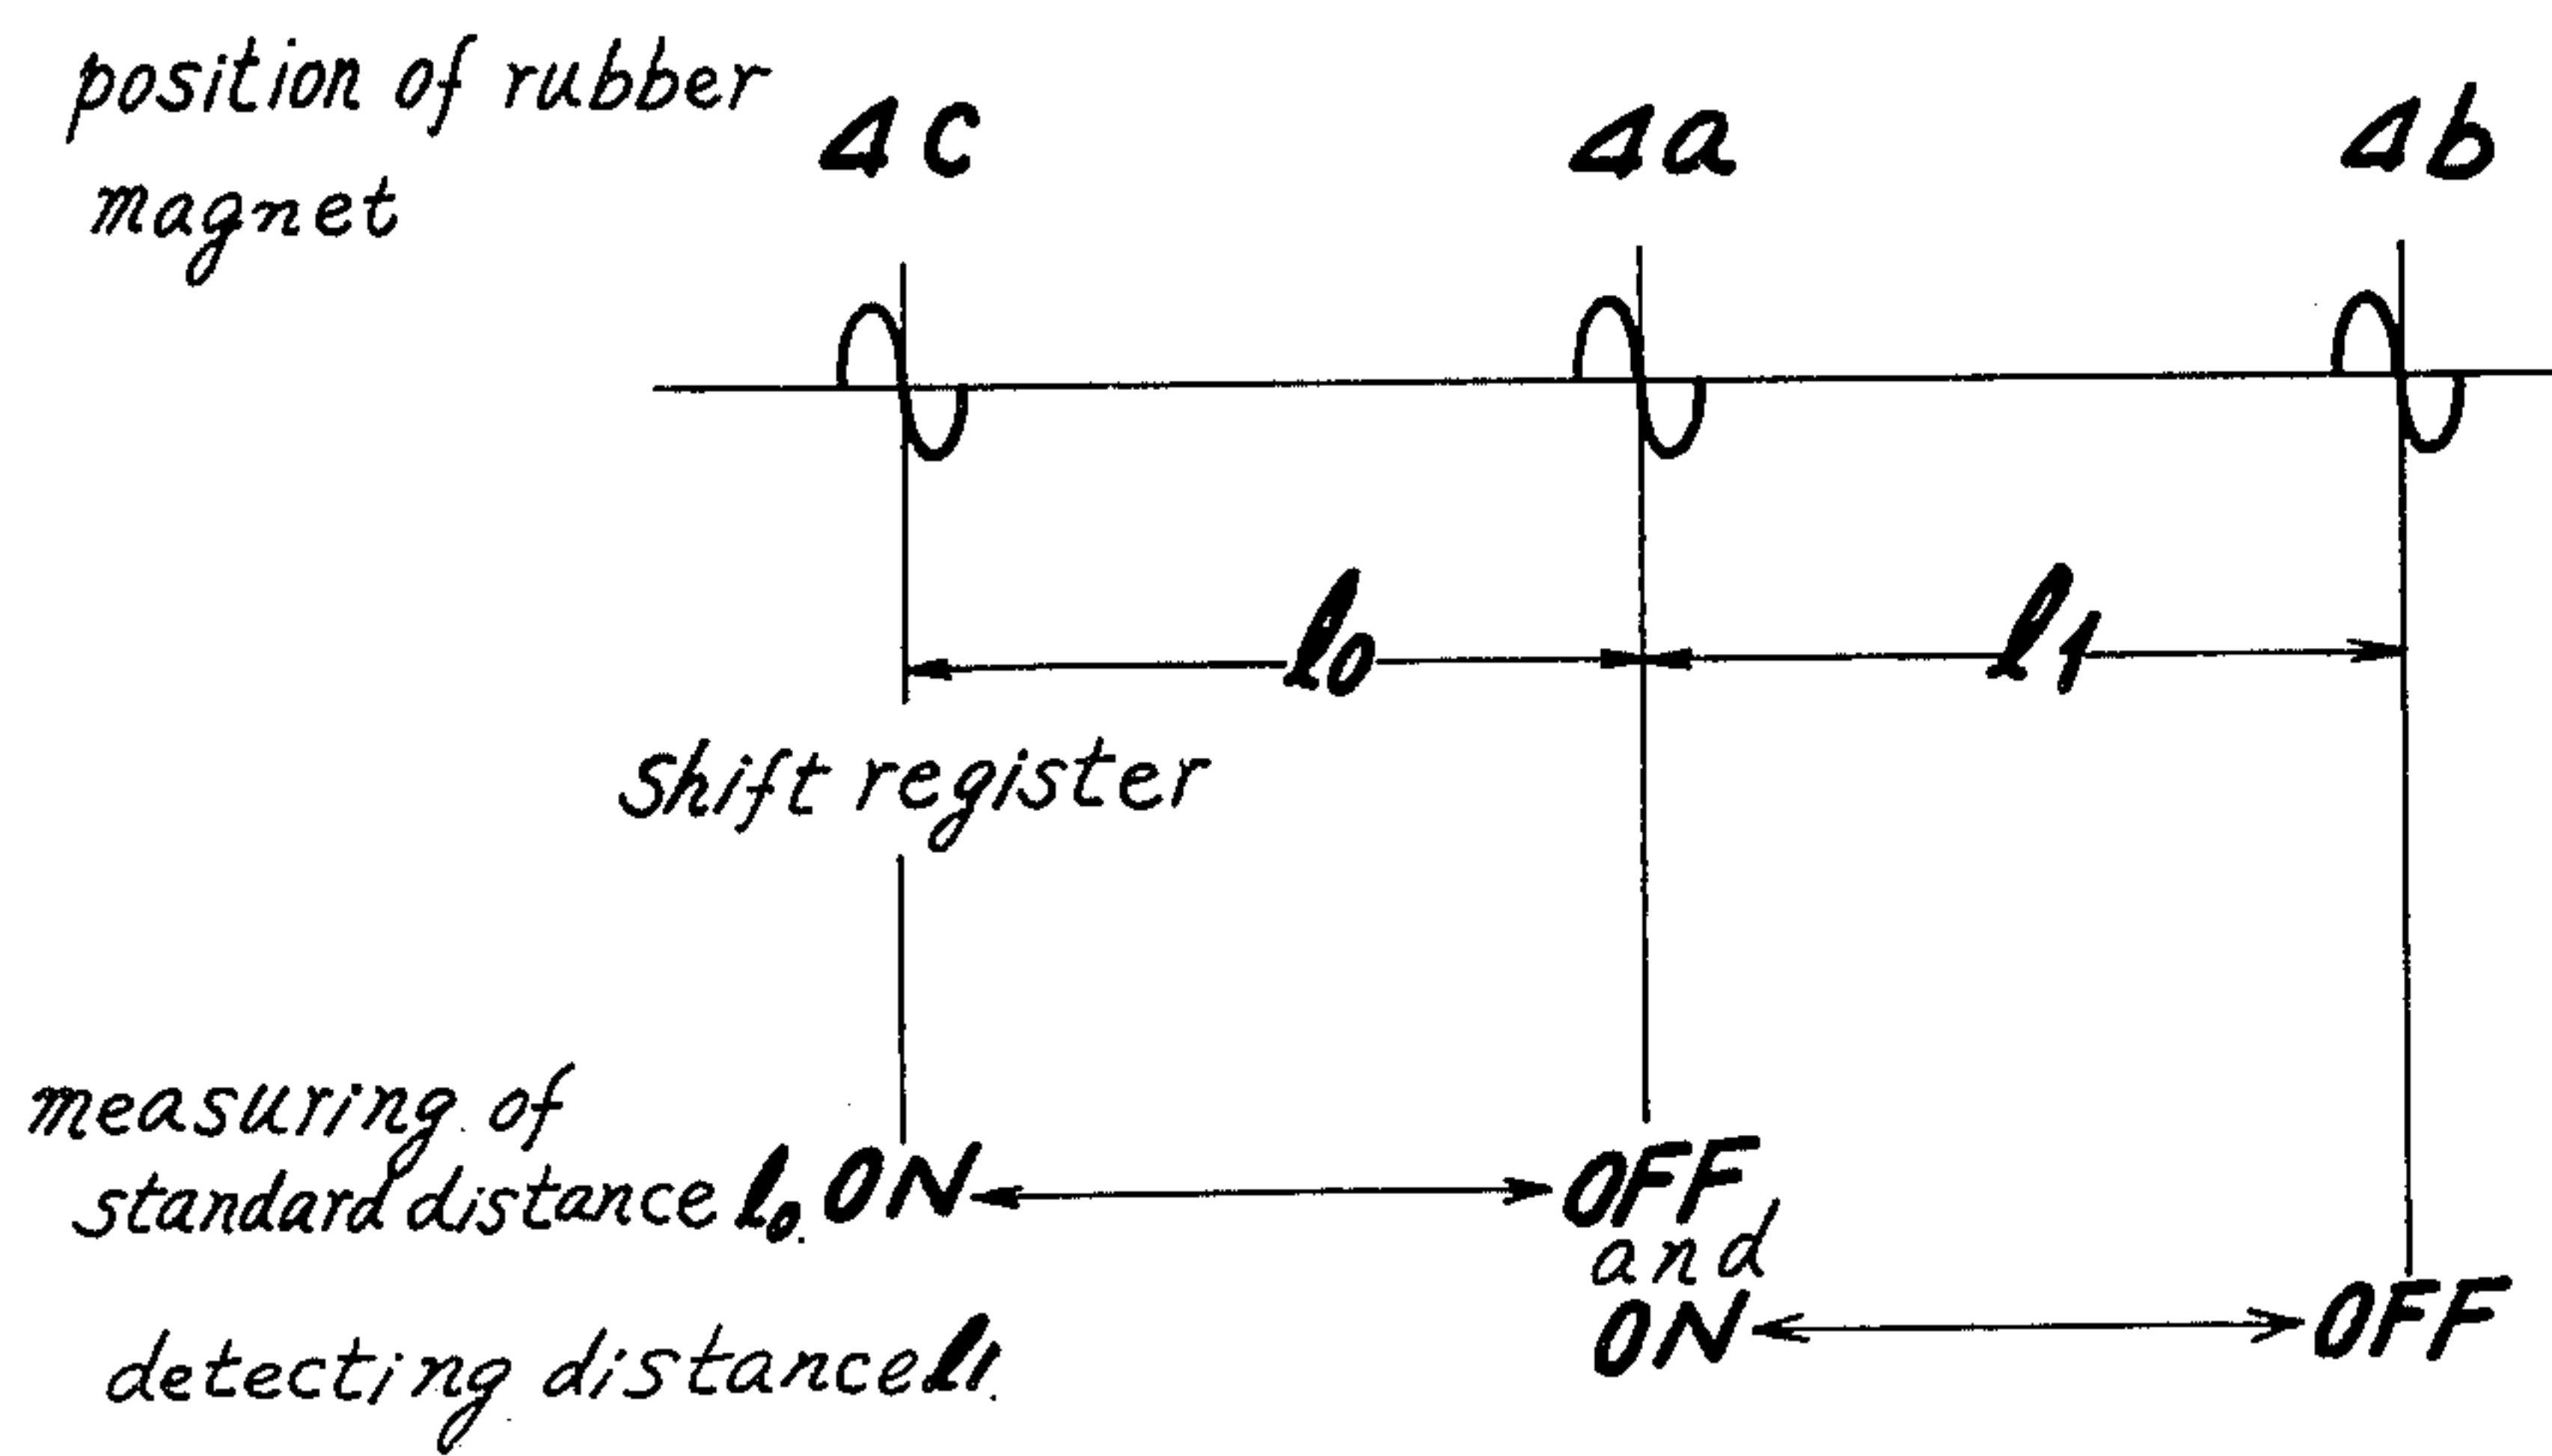 position of rubber
magnet
4c 4a 4b
l0 l1
Shift register
measuring of
standard distance l0. ON OFF
and
ON OFF
detecting distance l1.